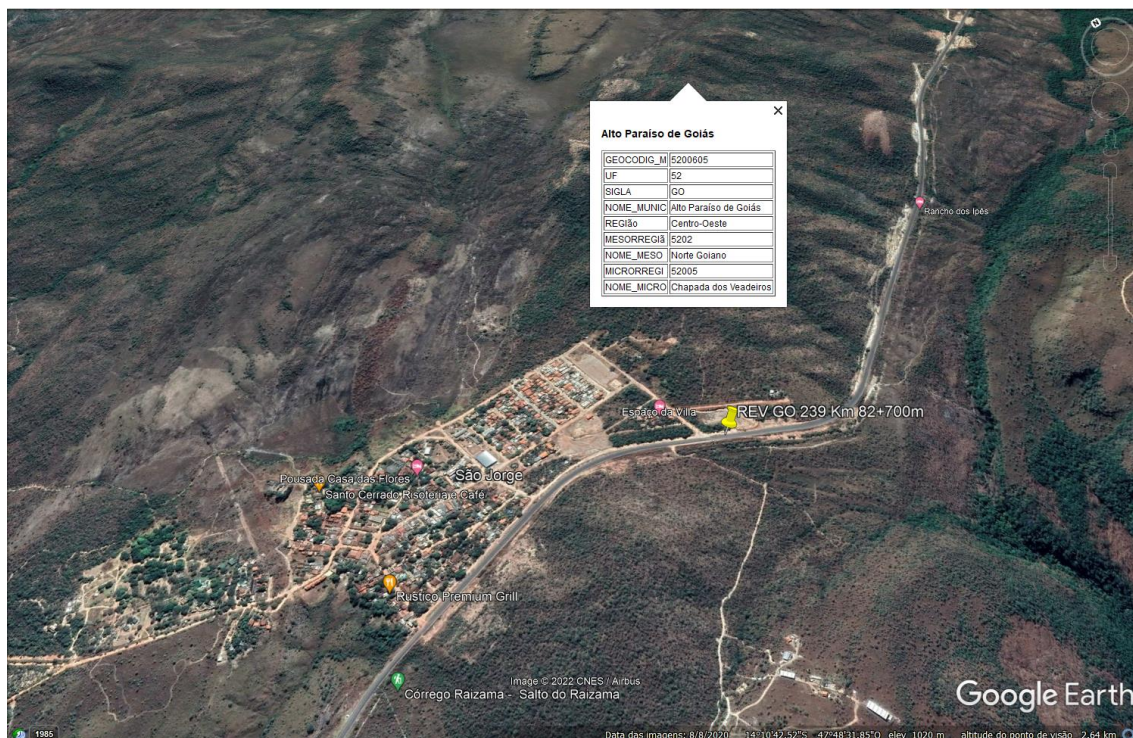 N
Alto Paraíso de Goiás
GEOCODIG_M 5200605
UF 52
SIGLA GO
NOME_MUNIC Alto Paraíso de Goiás
REGIãO Centro-Oeste
MESORREGIã 5202
NOME_MESO Norte Goiano
MICRORREGI 52005
NOME_MICRO Chapada dos Veadeiros
Rancho dos Ipês
REV GO 239 Km 82+700m
Espaço da Villa
São Jorge
Pousada Casa das Flores
Santo Cerrado Risoteria e Café
Rústico Premium Grill
Córrego Raizama - Salto do Raizama
Image © 2022 CNES / Airbus
Google Earth
1985
Data das imagens: 8/8/2020 14°10'42.52"S 47°48'31.85"O elev 1020 m altitude do ponto de visão 2.64 km